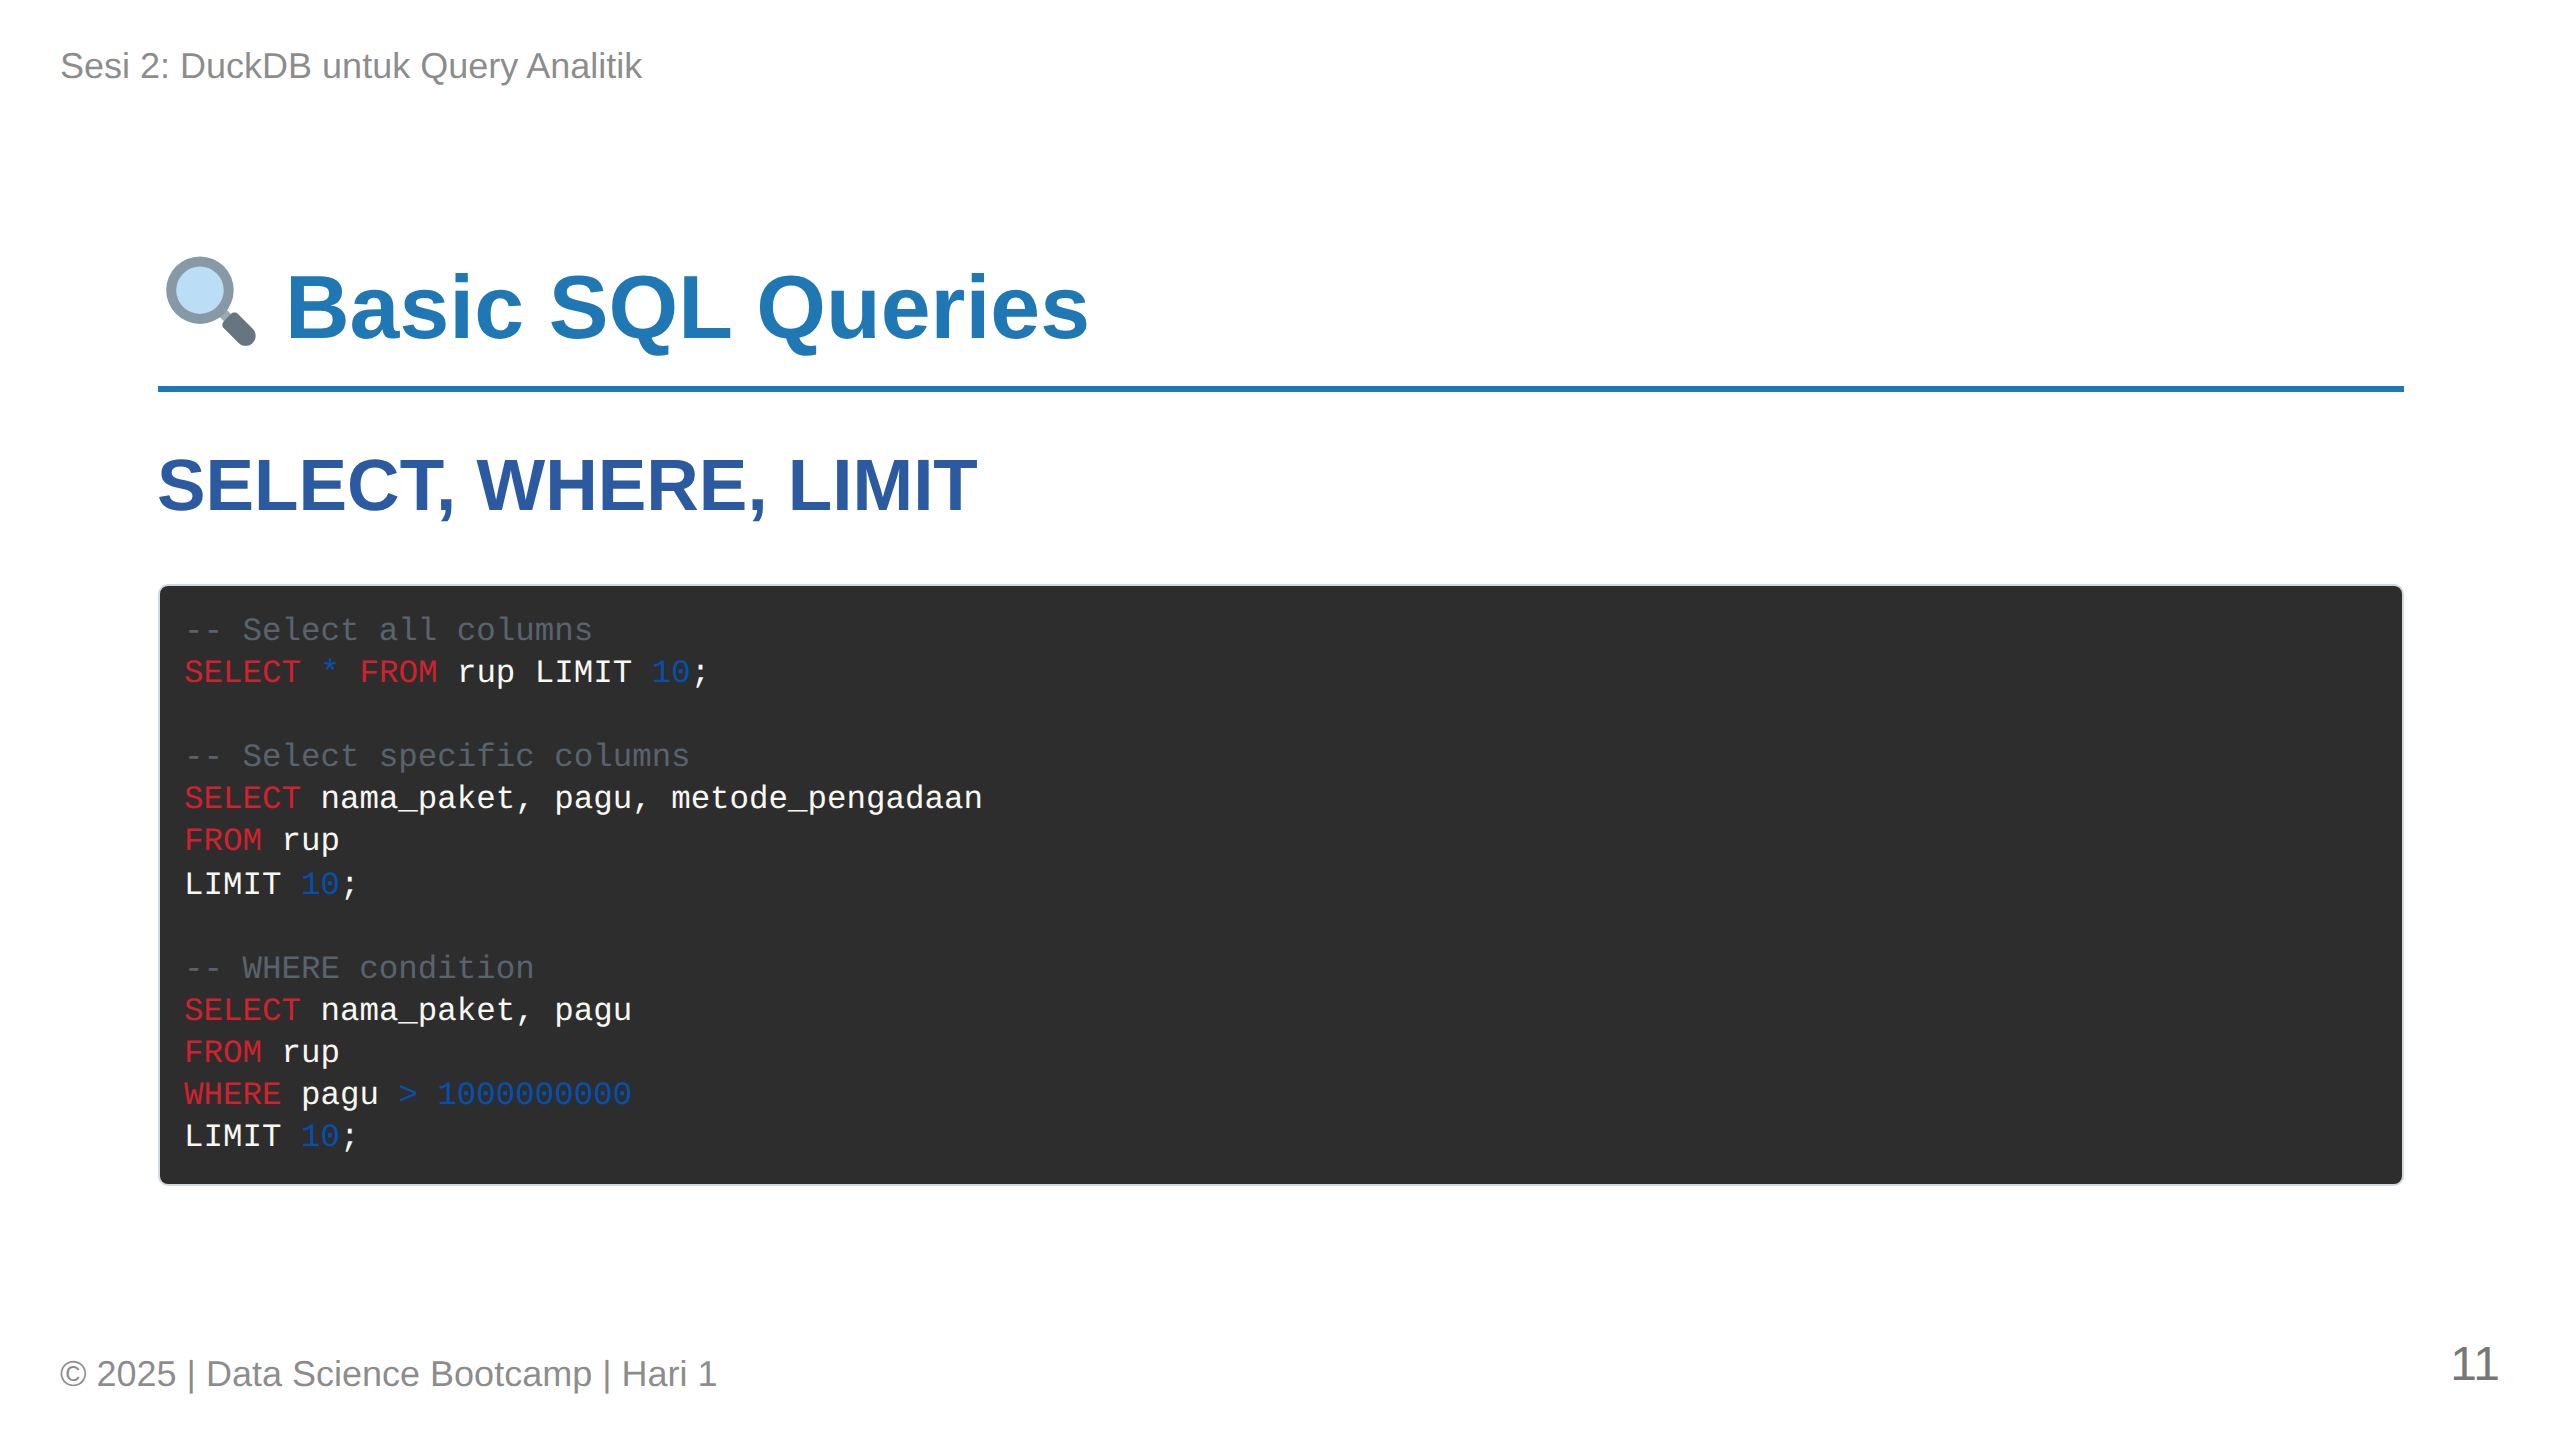 Sesi 2: DuckDB untuk Query Analitik
Basic SQL Queries
SELECT, WHERE, LIMIT
-- Select all columns
SELECT * FROM rup LIMIT 10;
-- Select specific columns
SELECT nama_paket, pagu, metode_pengadaan
FROM rup
LIMIT 10;
-- WHERE condition
SELECT nama_paket, pagu
FROM rup
WHERE pagu > 1000000000
LIMIT 10;
© 2025 | Data Science Bootcamp | Hari 1
11